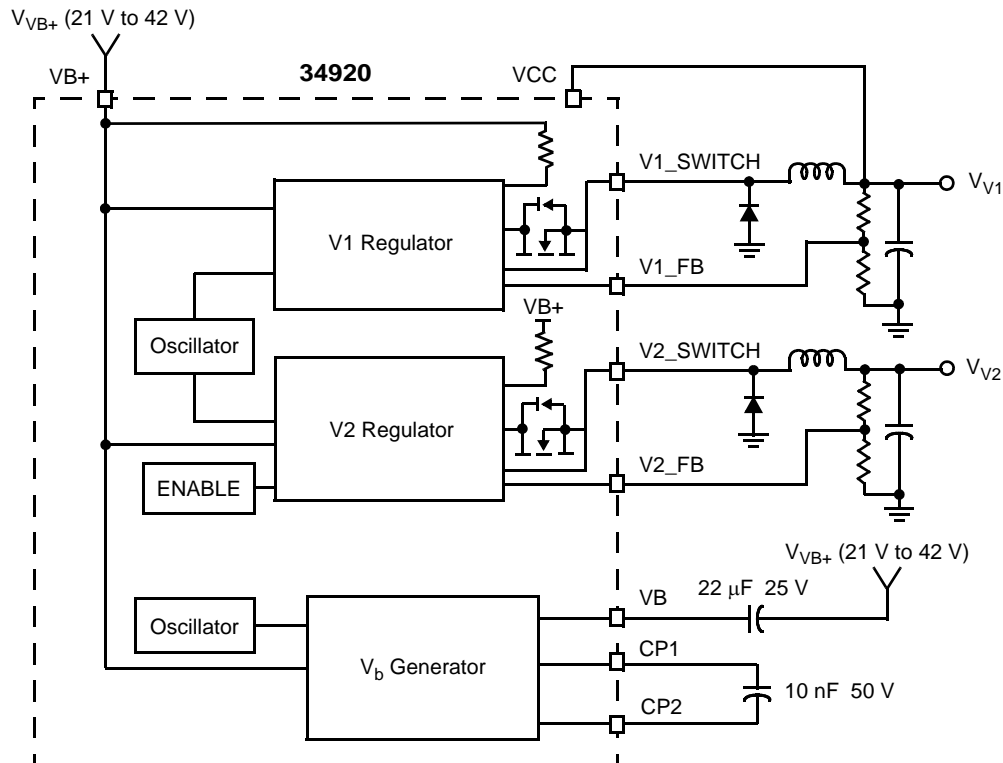 V_VB+ (21 V to 42 V)
VB+
34920
VCC
V1_SWITCH
V_V1
V1 Regulator
V1_FB
VB+
Oscillator
V2_SWITCH
V_V2
V2 Regulator
V2_FB
ENABLE
V_VB+ (21 V to 42 V)
VB
22 μF 25 V
Oscillator
CP1
V_b Generator
10 nF 50 V
CP2